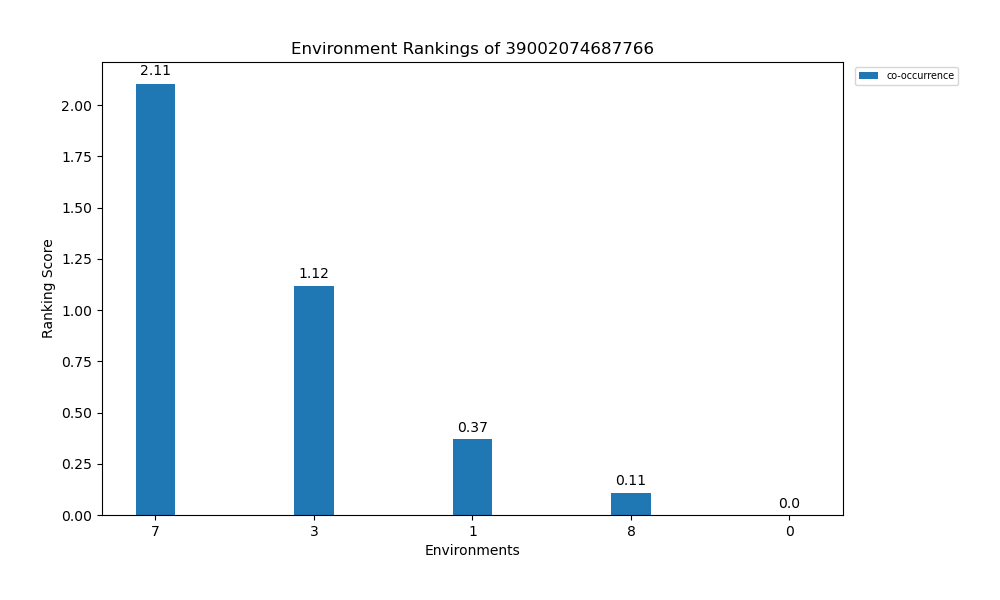 Environment Rankings of 39002074687766
co-occurrence
Ranking Score
2.00
1.75
1.50
1.25
1.00
0.75
0.50
0.25
0.00
2.11
1.12
0.37
0.11
0.0
7 3 1 8 0
Environments